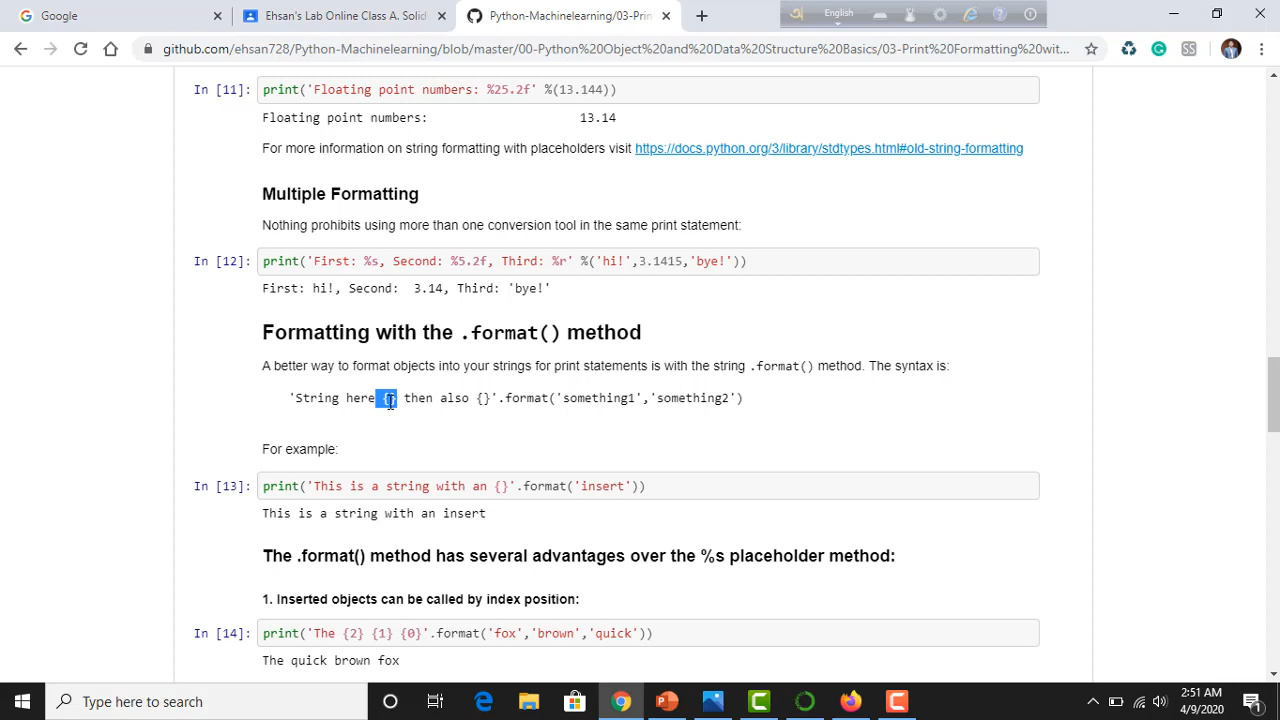 Google
Ehsan's Lab Online Class A. Solid
Python-Machinelearning/03-Pri
English
github.com/ehsan728/Python-Machinelearning/blob/master/00-Python%20Object%20and%20Data%20Structure%20Basics/03-Print%20Formatting%20wit...
In [11]: print('Floating point numbers: %25.2f' %(13.144))
Floating point numbers:                     13.14
For more information on string formatting with placeholders visit https://docs.python.org/3/library/stdtypes.html#old-string-formatting
Multiple Formatting
Nothing prohibits using more than one conversion tool in the same print statement:
In [12]: print('First: %s, Second: %5.2f, Third: %r' %('hi!',3.1415,'bye!'))
First: hi!, Second:  3.14, Third: 'bye!'
Formatting with the .format() method
A better way to format objects into your strings for print statements is with the string .format() method. The syntax is:
'String here {} then also {}'.format('something1','something2')
For example:
In [13]: print('This is a string with an {}'.format('insert'))
This is a string with an insert
The .format() method has several advantages over the %s placeholder method:
1. Inserted objects can be called by index position:
In [14]: print('The {2} {1} {0}'.format('fox','brown','quick'))
The quick brown fox
Type here to search
2:51 AM
4/9/2020